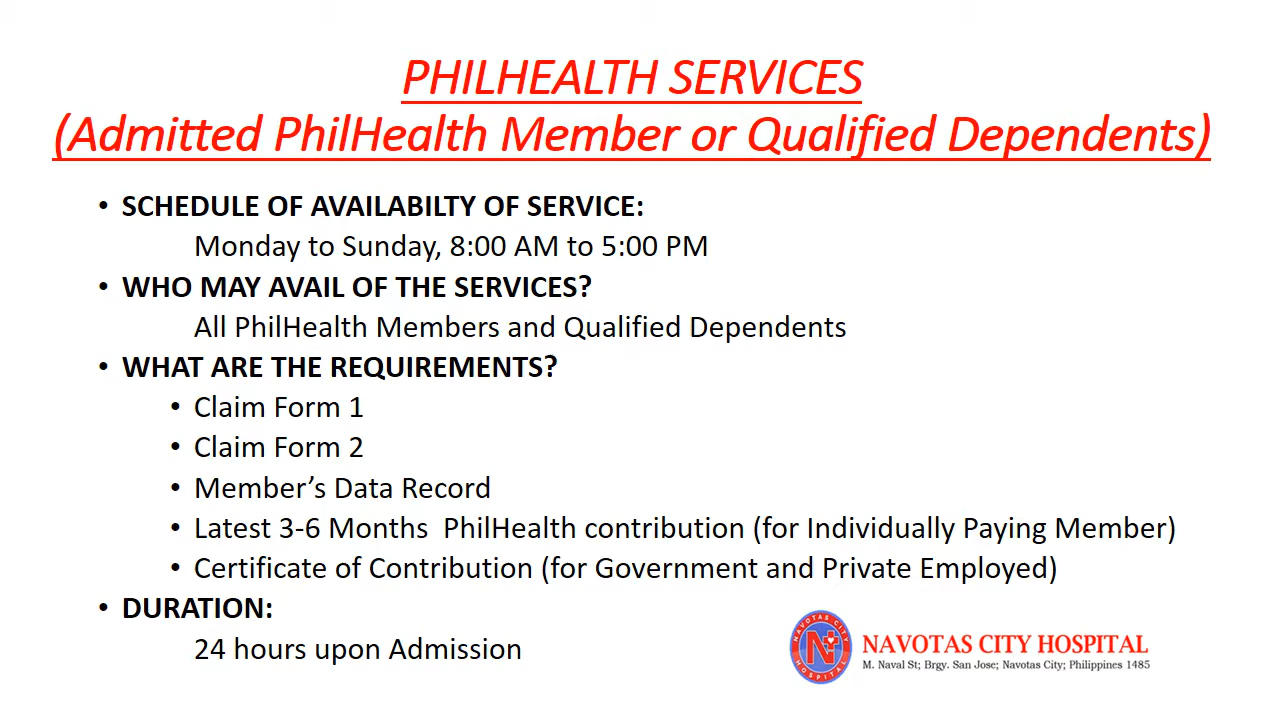 PHILHEALTH SERVICES
(Admitted PhilHealth Member or Qualified Dependents)
• SCHEDULE OF AVAILABILTY OF SERVICE:
Monday to Sunday, 8:00 AM to 5:00 PM
• WHO MAY AVAIL OF THE SERVICES?
All PhilHealth Members and Qualified Dependents
• WHAT ARE THE REQUIREMENTS?
• Claim Form 1
• Claim Form 2
• Member’s Data Record
• Latest 3-6 Months  PhilHealth contribution (for Individually Paying Member)
• Certificate of Contribution (for Government and Private Employed)
• DURATION:
24 hours upon Admission
NAVOTAS CITY
N
HOSPITAL
NAVOTAS CITY HOSPITAL
M. Naval St; Brgy. San Jose; Navotas City; Philippines 1485